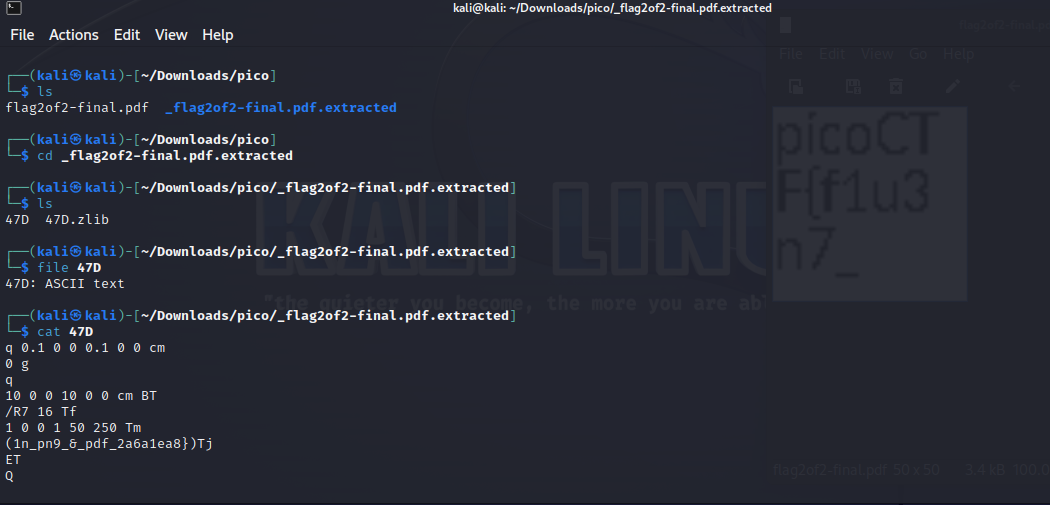 kali@kali: ~/Downloads/pico/_flag2of2-final.pdf.extracted
File Actions Edit View Help
┌──(kali㉿kali)-[~/Downloads/pico]
└─$ ls
flag2of2-final.pdf  _flag2of2-final.pdf.extracted
┌──(kali㉿kali)-[~/Downloads/pico]
└─$ cd _flag2of2-final.pdf.extracted
┌──(kali㉿kali)-[~/Downloads/pico/_flag2of2-final.pdf.extracted]
└─$ ls
47D  47D.zlib
┌──(kali㉿kali)-[~/Downloads/pico/_flag2of2-final.pdf.extracted]
└─$ file 47D
47D: ASCII text
┌──(kali㉿kali)-[~/Downloads/pico/_flag2of2-final.pdf.extracted]
└─$ cat 47D
q 0.1 0 0 0.1 0 0 cm
0 g
q
10 0 0 10 0 0 cm BT
/R7 16 Tf
1 0 0 1 50 250 Tm
(1n_pn9_&_pdf_2a6a1ea8})Tj
ET
Q
KALI LINU
"the quieter you become, the more you are abl
File Edit View Go Help
picoCT
F{f1u3
n7_
flag2of2-final.pdf 50 x 50 3.4 kB 100.0